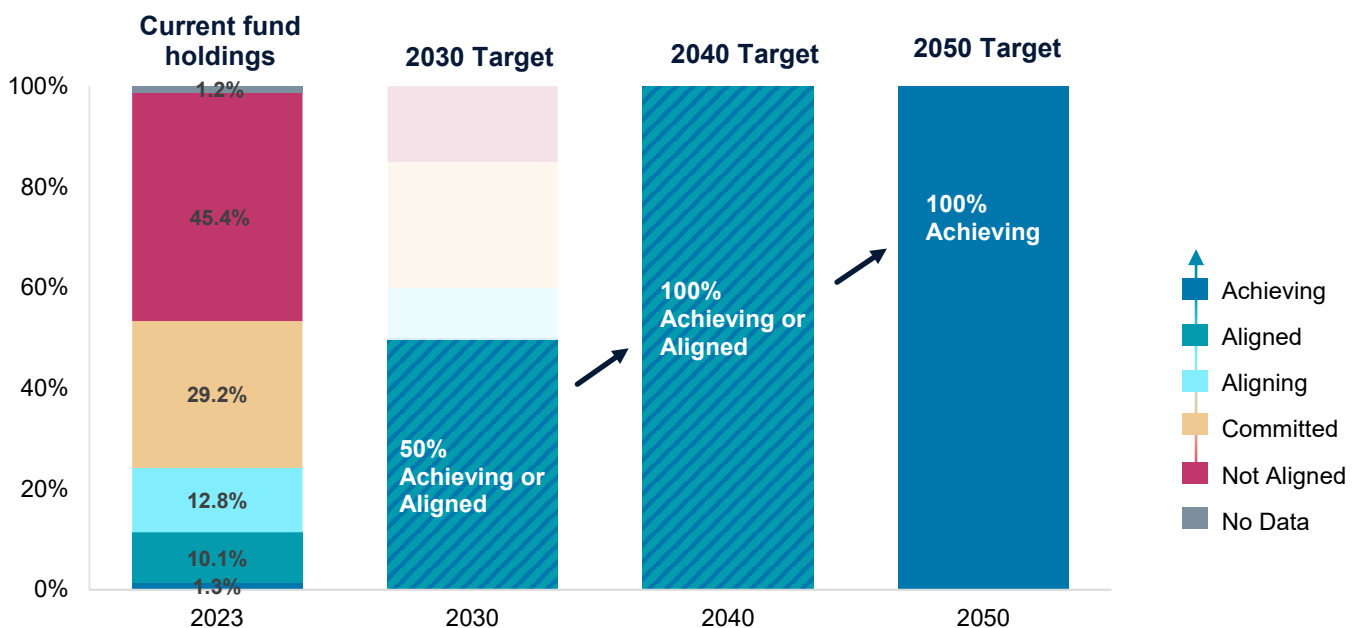 Current fund
holdings
2030 Target
2040 Target
2050 Target
100%
80%
60%
40%
20%
0%
1.2%
45.4%
29.2%
12.8%
10.1%
1.3%
50%
Achieving or
Aligned
100%
Achieving or
Aligned
100%
Achieving
2023
2030
2040
2050
Achieving
Aligned
Aligning
Committed
Not Aligned
No Data